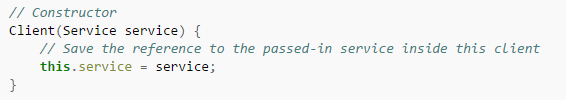 // Constructor
Client(Service service) {
    // Save the reference to the passed-in service inside this client
    this.service = service;
}